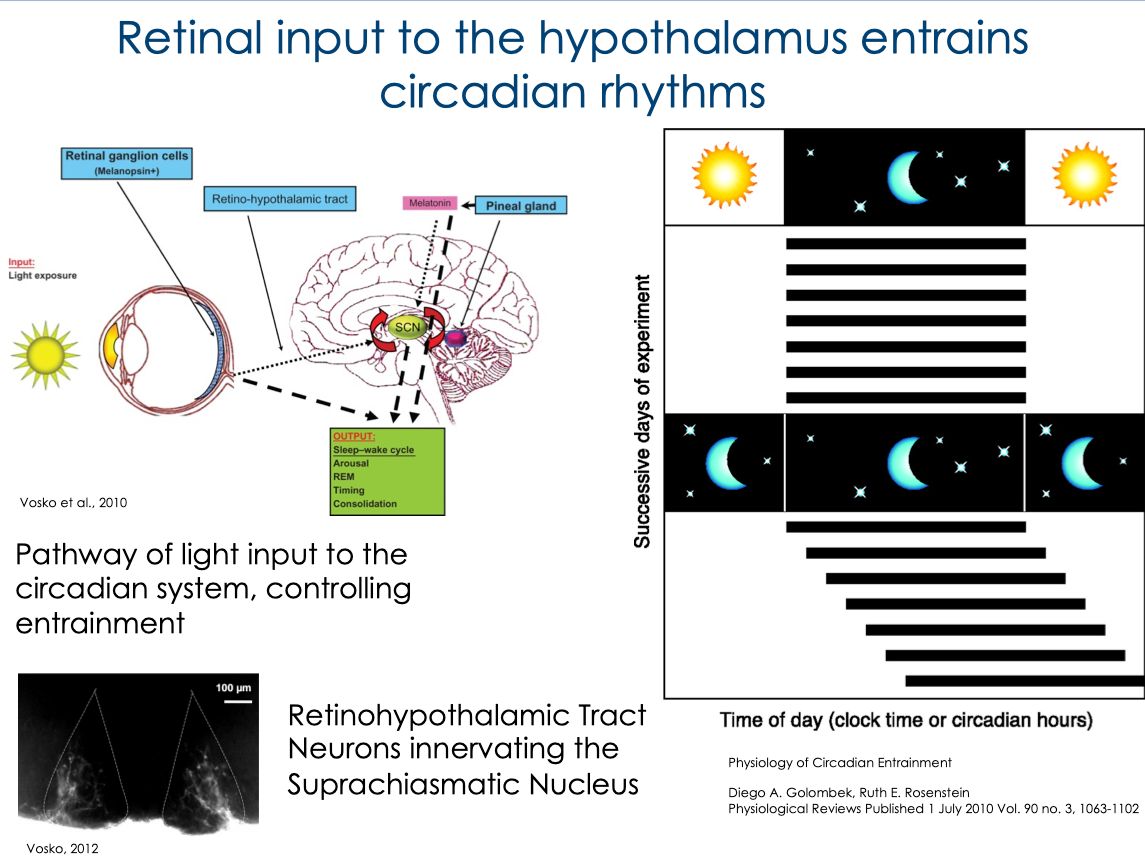 Retinal input to the hypothalamus entrains
circadian rhythms
Retinal ganglion cells
(Melanopsin+)
Retino-hypothalamic tract
Melatonin
Pineal gland
Input:
Light exposure
SCN
OUTPUT:
Sleep–wake cycle
Arousal
REM
Timing
Consolidation
Vosko et al., 2010
Pathway of light input to the
circadian system, controlling
entrainment
100 µm
Vosko, 2012
Retinohypothalamic Tract
Neurons innervating the
Suprachiasmatic Nucleus
Successive days of experiment
Time of day (clock time or circadian hours)
Physiology of Circadian Entrainment
Diego A. Golombek, Ruth E. Rosenstein
Physiological Reviews Published 1 July 2010 Vol. 90 no. 3, 1063-1102